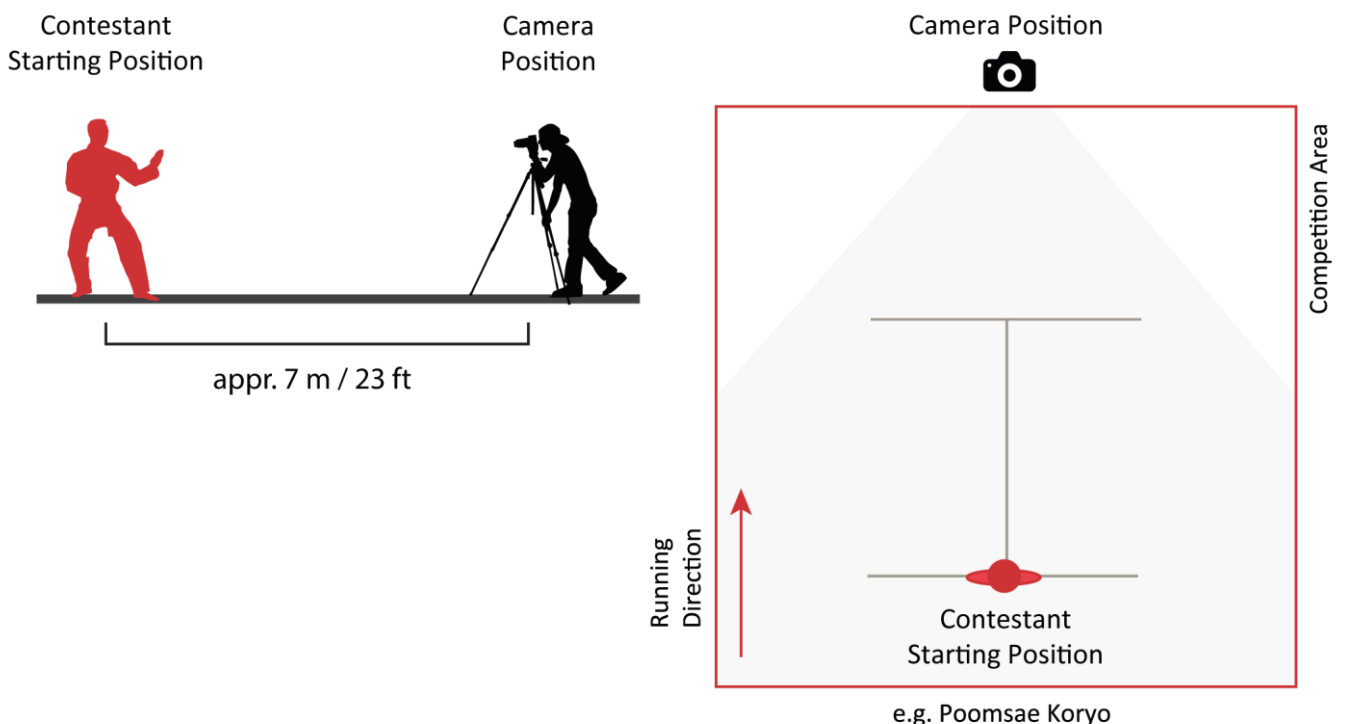 Contestant
Starting Position
Camera
Position
appr. 7 m / 23 ft
Camera Position
Competition Area
Running
Direction
Contestant
Starting Position
e.g. Poomsae Koryo